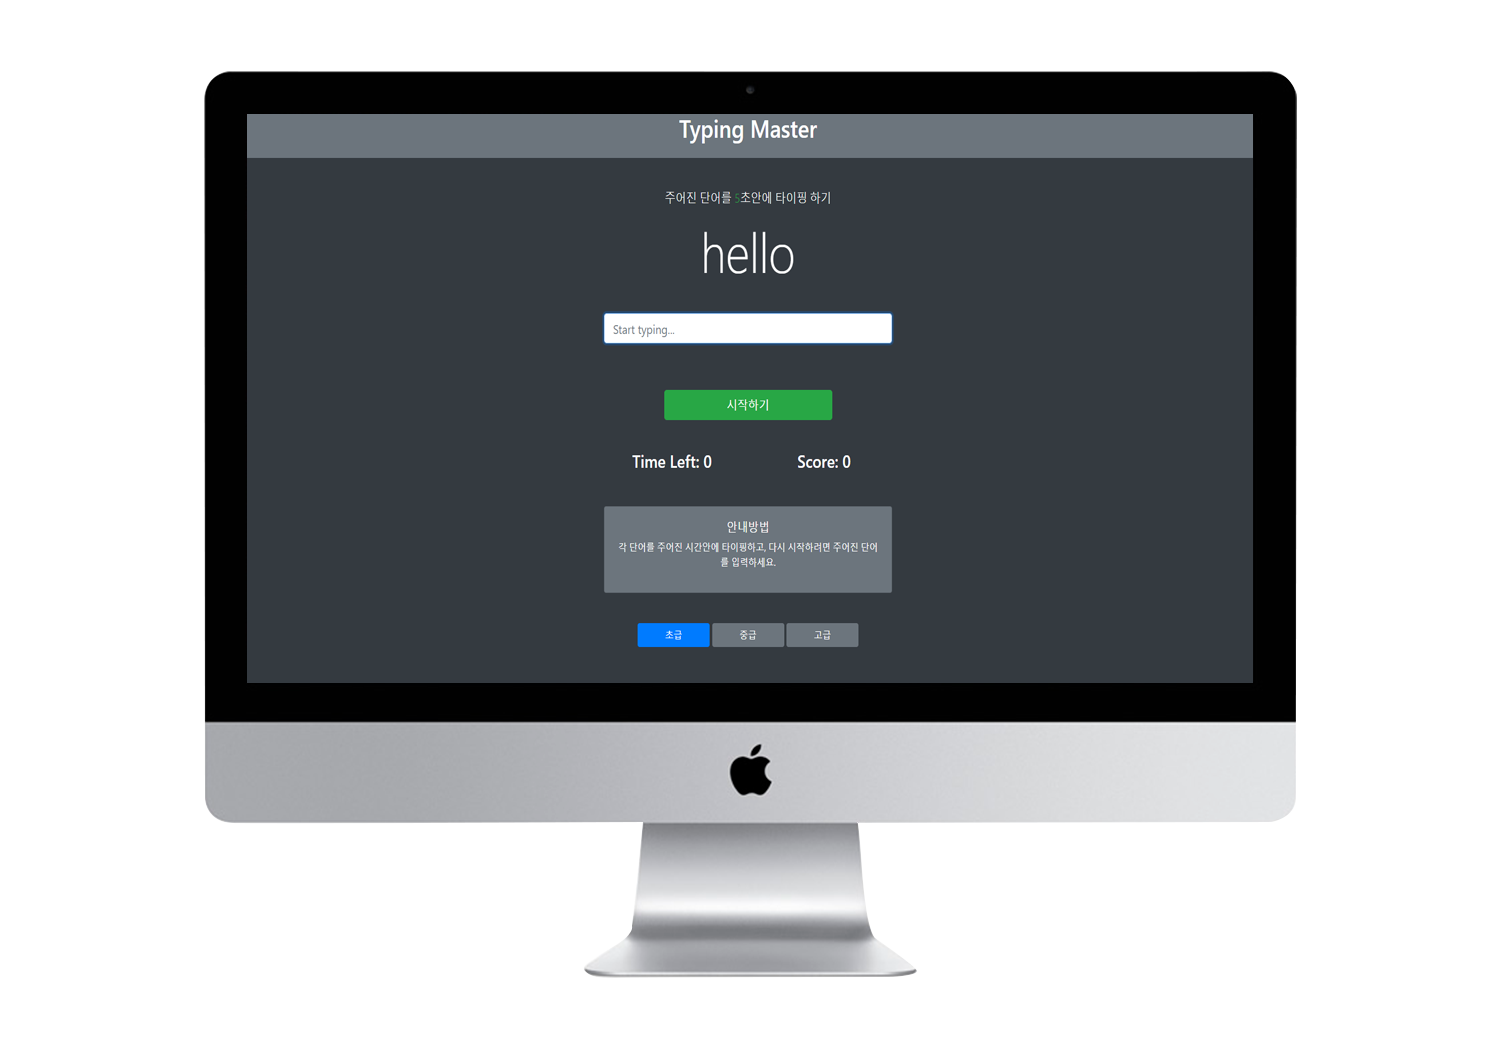 Typing Master
주어진 단어를 5초안에 타이핑 하기
hello
Start typing...
시작하기
Time Left: 0 Score: 0
안내방법
각 단어를 주어진 시간안에 타이핑하고, 다시 시작하려면 주어진 단어
를 입력하세요.
초급 중급 고급